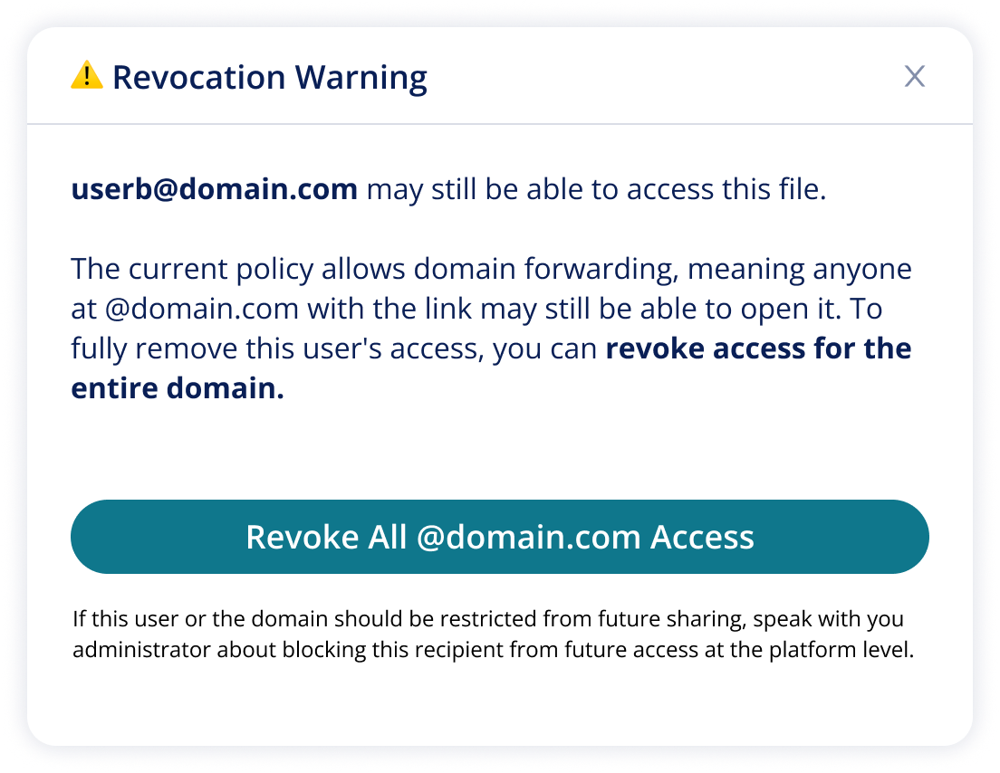 ⚠️ Revocation Warning X
userb@domain.com may still be able to access this file.
The current policy allows domain forwarding, meaning anyone
at @domain.com with the link may still be able to open it. To
fully remove this user's access, you can revoke access for the
entire domain.
Revoke All @domain.com Access
If this user or the domain should be restricted from future sharing, speak with you
administrator about blocking this recipient from future access at the platform level.